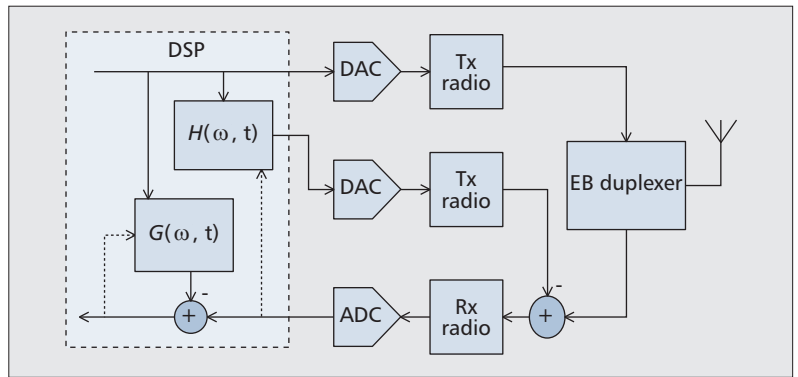 DSP
DAC
Tx
radio
H(ω, t)
DAC
Tx
radio
EB duplexer
G(ω, t)
-
-
+
ADC
Rx
radio
+